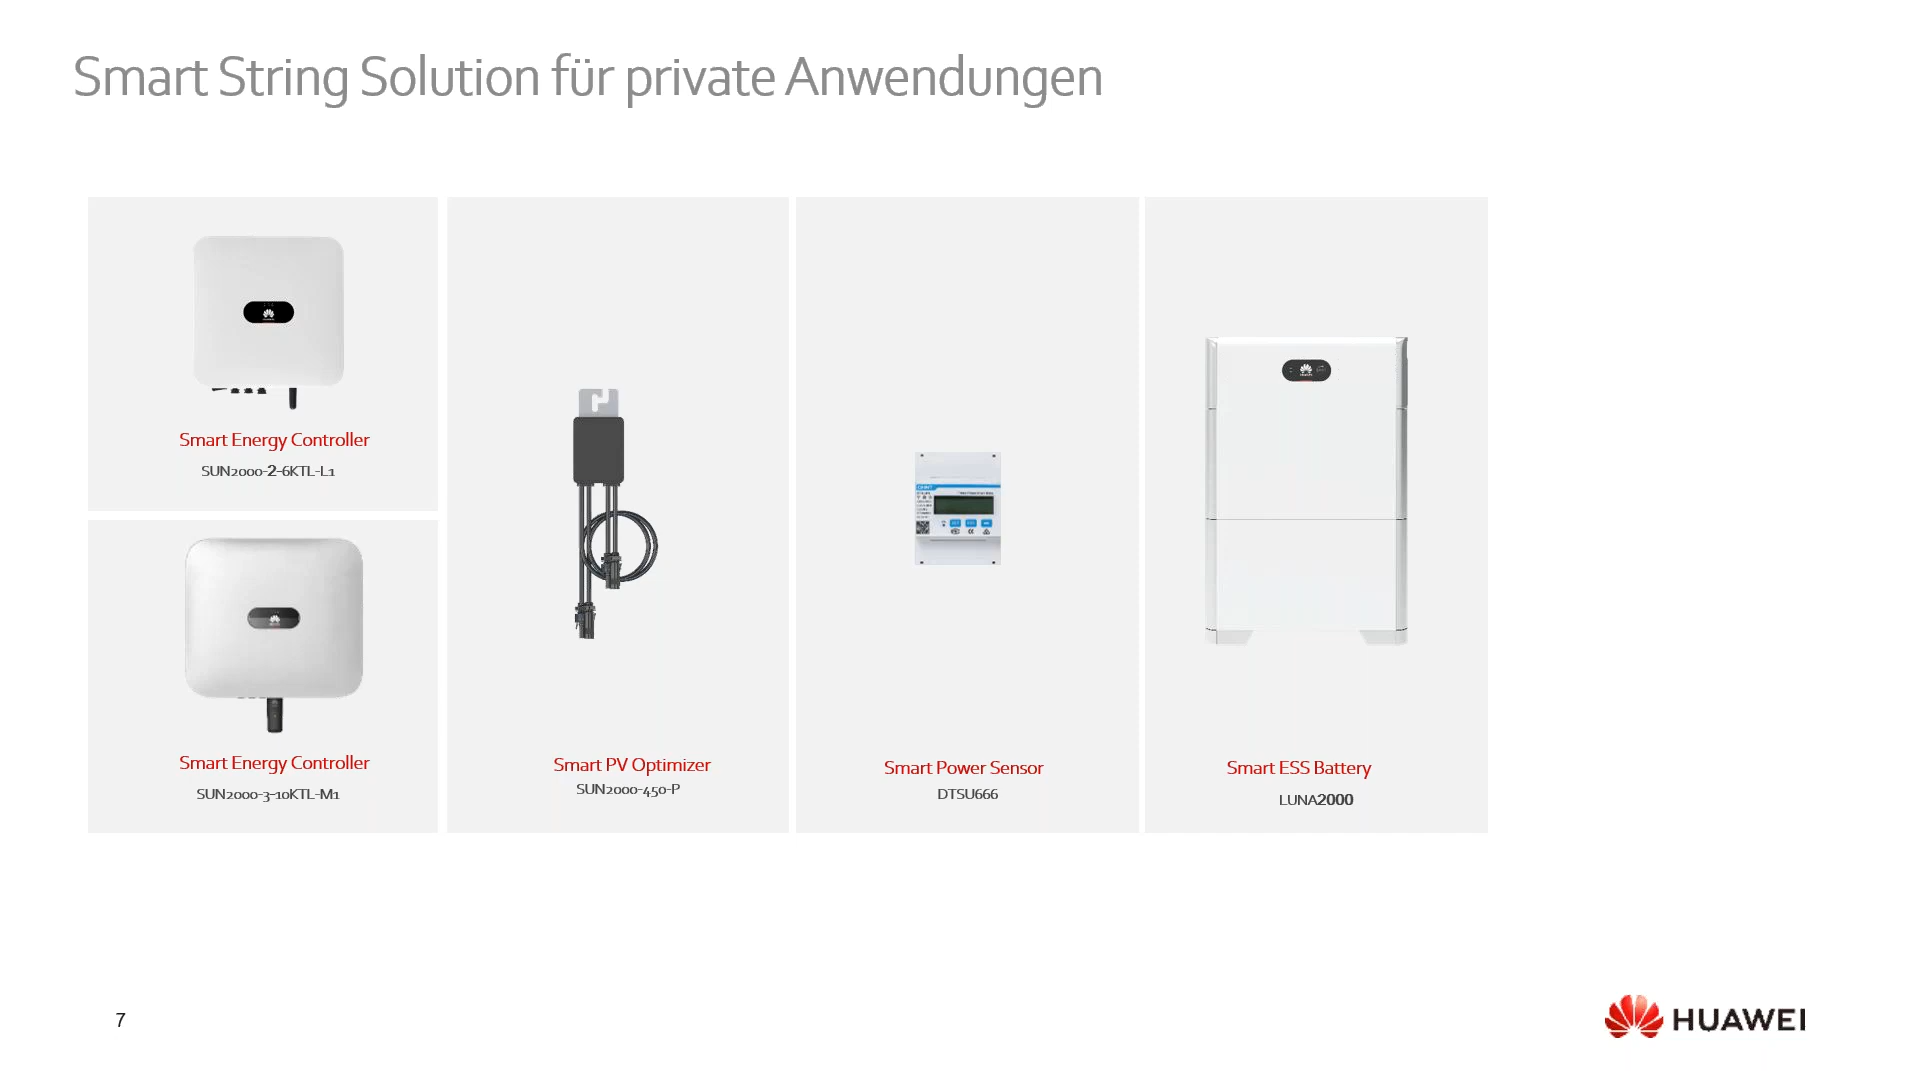 Smart String Solution für private Anwendungen
Smart Energy Controller
SUN2000-2-6KTL-L1
Smart Energy Controller
SUN2000-3-10KTL-M1
Smart PV Optimizer
SUN2000-450-P
Smart Power Sensor
DTSU666
Smart ESS Battery
LUNA2000
7
HUAWEI